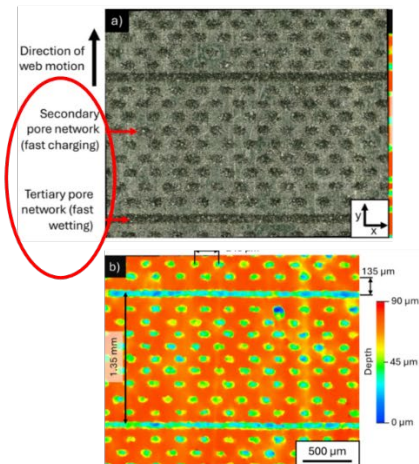 a)
Direction of
web motion
Secondary
pore network
(fast charging)
Tertiary pore
network (fast
wetting)
y
x
b)
135 µm
90 µm
1.35 mm
Depth
45 µm
0 µm
500 µm